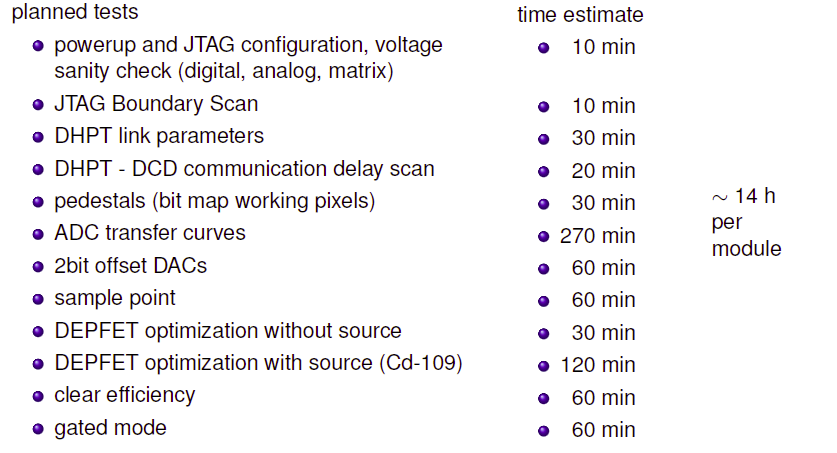 planned tests
time estimate
powerup and JTAG configuration, voltage
sanity check (digital, analog, matrix)
10 min
JTAG Boundary Scan
10 min
DHPT link parameters
30 min
DHPT - DCD communication delay scan
20 min
pedestals (bit map working pixels)
30 min
ADC transfer curves
270 min
2bit offset DACs
60 min
sample point
60 min
DEPFET optimization without source
30 min
DEPFET optimization with source (Cd-109)
120 min
clear efficiency
60 min
gated mode
60 min
∼ 14 h
per
module